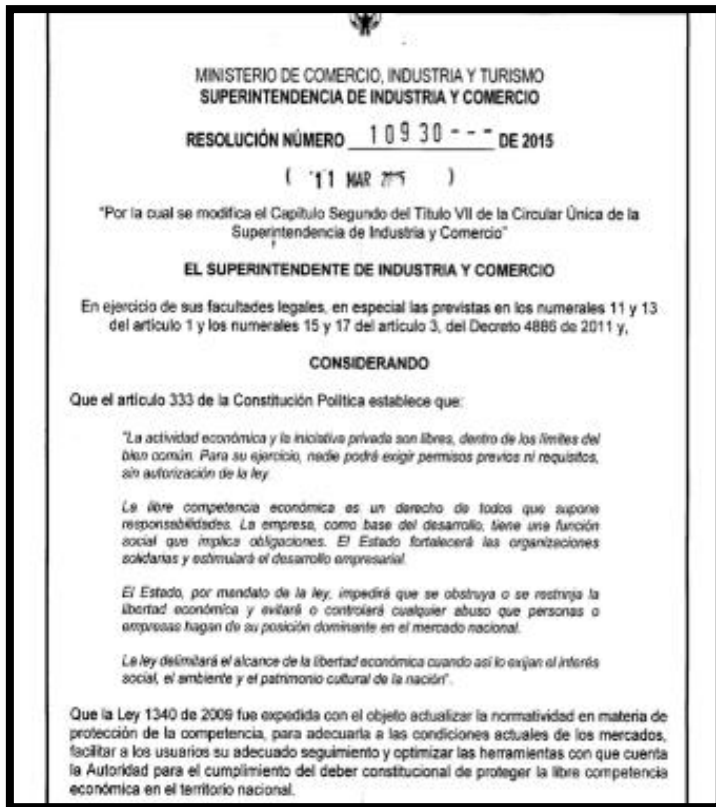 MINISTERIO DE COMERCIO, INDUSTRIA Y TURISMO
SUPERINTENDENCIA DE INDUSTRIA Y COMERCIO
RESOLUCIÓN NÚMERO 10930 - - - DE 2015
( 11 MAR 2015 )
"Por la cual se modifica el Capítulo Segundo del Título VII de la Circular Única de la
Superintendencia de Industria y Comercio"
EL SUPERINTENDENTE DE INDUSTRIA Y COMERCIO
En ejercicio de sus facultades legales, en especial las previstas en los numerales 11 y 13
del artículo 1 y los numerales 15 y 17 del artículo 3, del Decreto 4886 de 2011 y,
CONSIDERANDO
Que el artículo 333 de la Constitución Política establece que:
"La actividad económica y la iniciativa privada son libres, dentro de los límites del
bien común. Para su ejercicio, nadie podrá exigir permisos previos ni requisitos,
sin autorización de la ley.
La libre competencia económica es un derecho de todos que supone
responsabilidades. La empresa, como base del desarrollo, tiene una función
social que implica obligaciones. El Estado fortalecerá las organizaciones
solidarias y estimulará el desarrollo empresarial.
El Estado, por mandato de la ley, impedirá que se obstruya o se restrinja la
libertad económica y evitará o controlará cualquier abuso que personas o
empresas hagan de su posición dominante en el mercado nacional.
La ley delimitará el alcance de la libertad económica cuando así lo exijan el interés
social, el ambiente y el patrimonio cultural de la nación".
Que la Ley 1340 de 2009 fue expedida con el objeto actualizar la normatividad en materia de
protección de la competencia, para adecuarla a las condiciones actuales de los mercados,
facilitar a los usuarios su adecuado seguimiento y optimizar las herramientas con que cuenta
la Autoridad para el cumplimiento del deber constitucional de proteger la libre competencia
económica en el territorio nacional.